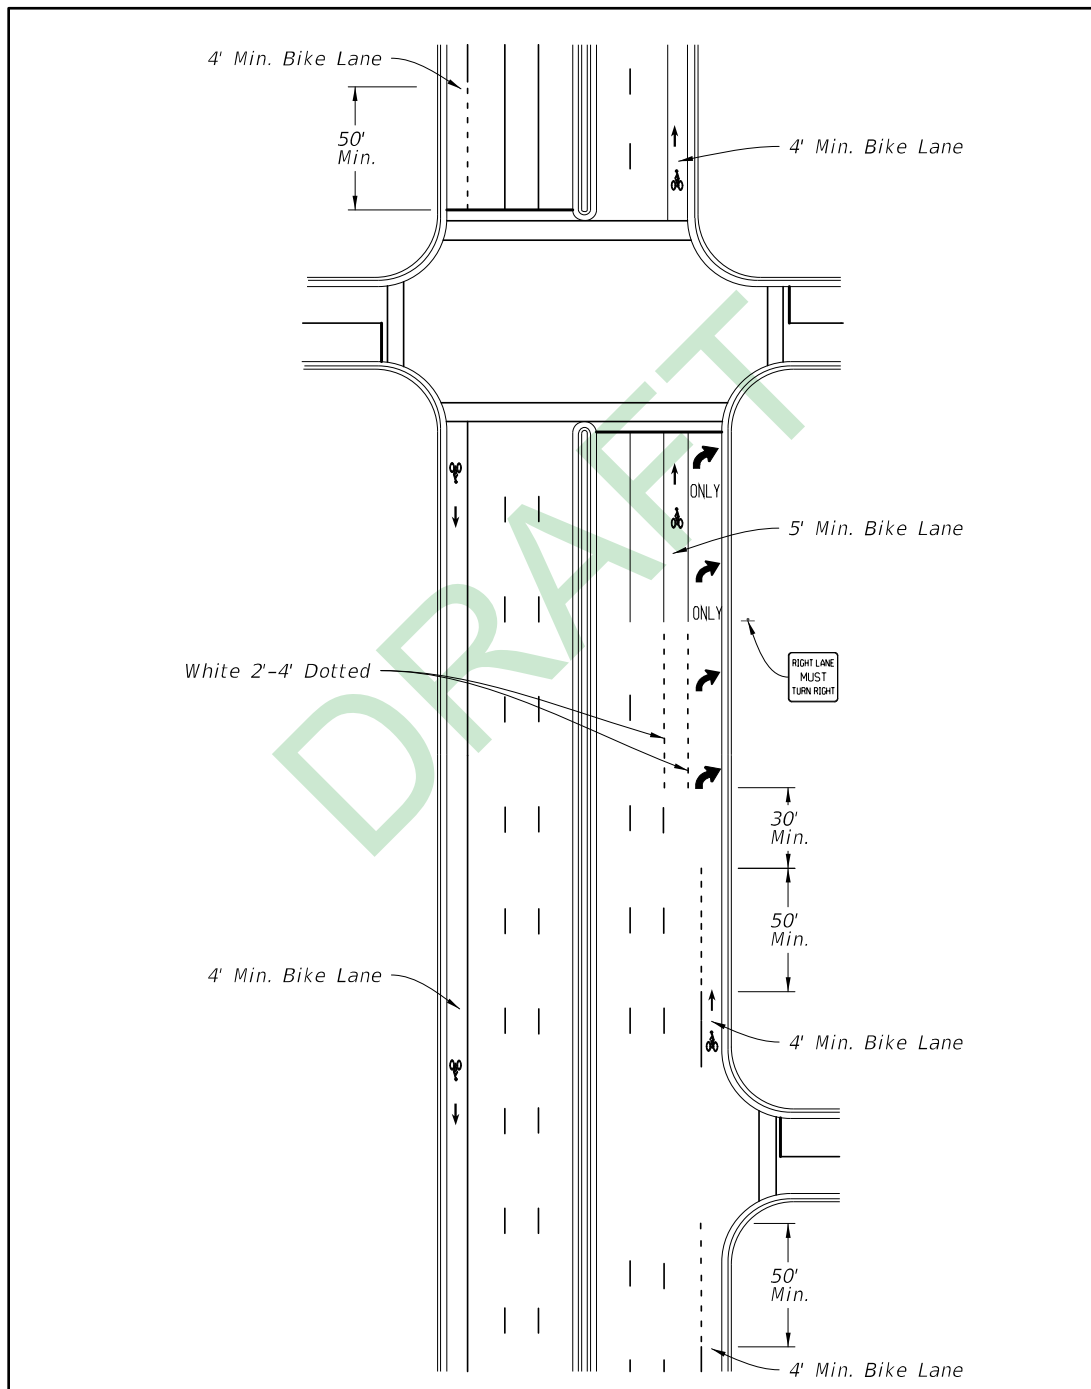 4' Min. Bike Lane
50'
Min.
4' Min. Bike Lane
ONLY
5' Min. Bike Lane
ONLY
White 2'-4' Dotted
RIGHT LANE
MUST
TURN RIGHT
30'
Min.
50'
Min.
4' Min. Bike Lane
4' Min. Bike Lane
50'
Min.
4' Min. Bike Lane
DRAFT